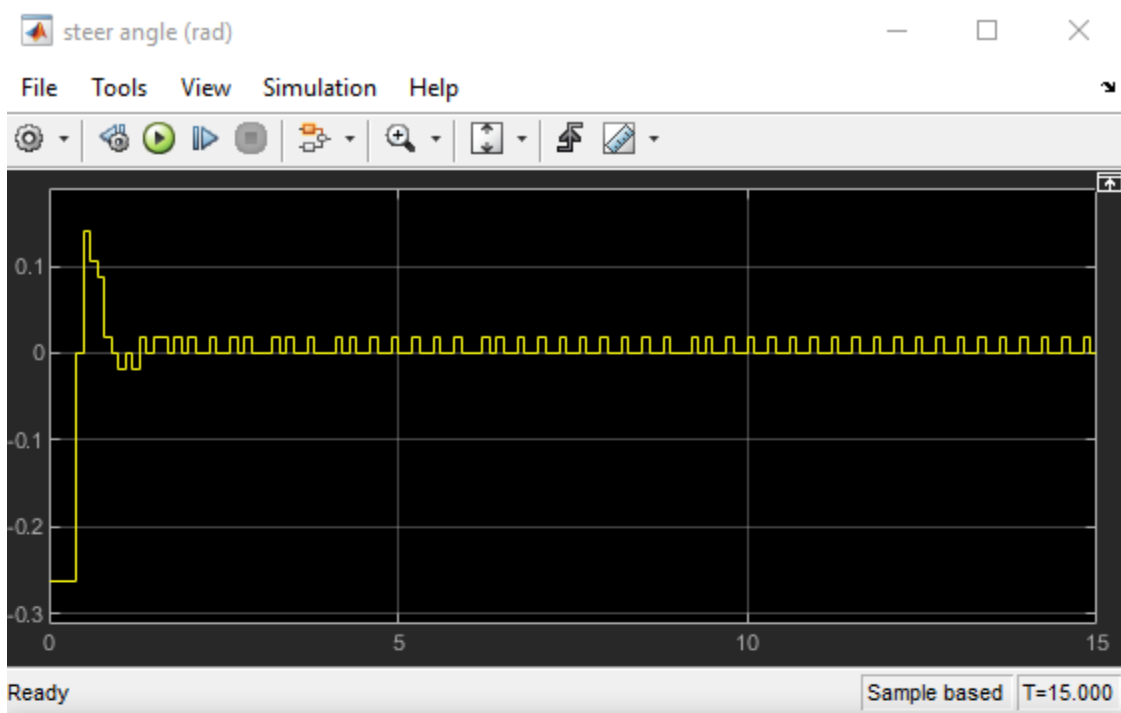 steer angle (rad)
File Tools View Simulation Help
0.1
0
-0.1
-0.2
-0.3
0 5 10 15
Ready Sample based T=15.000